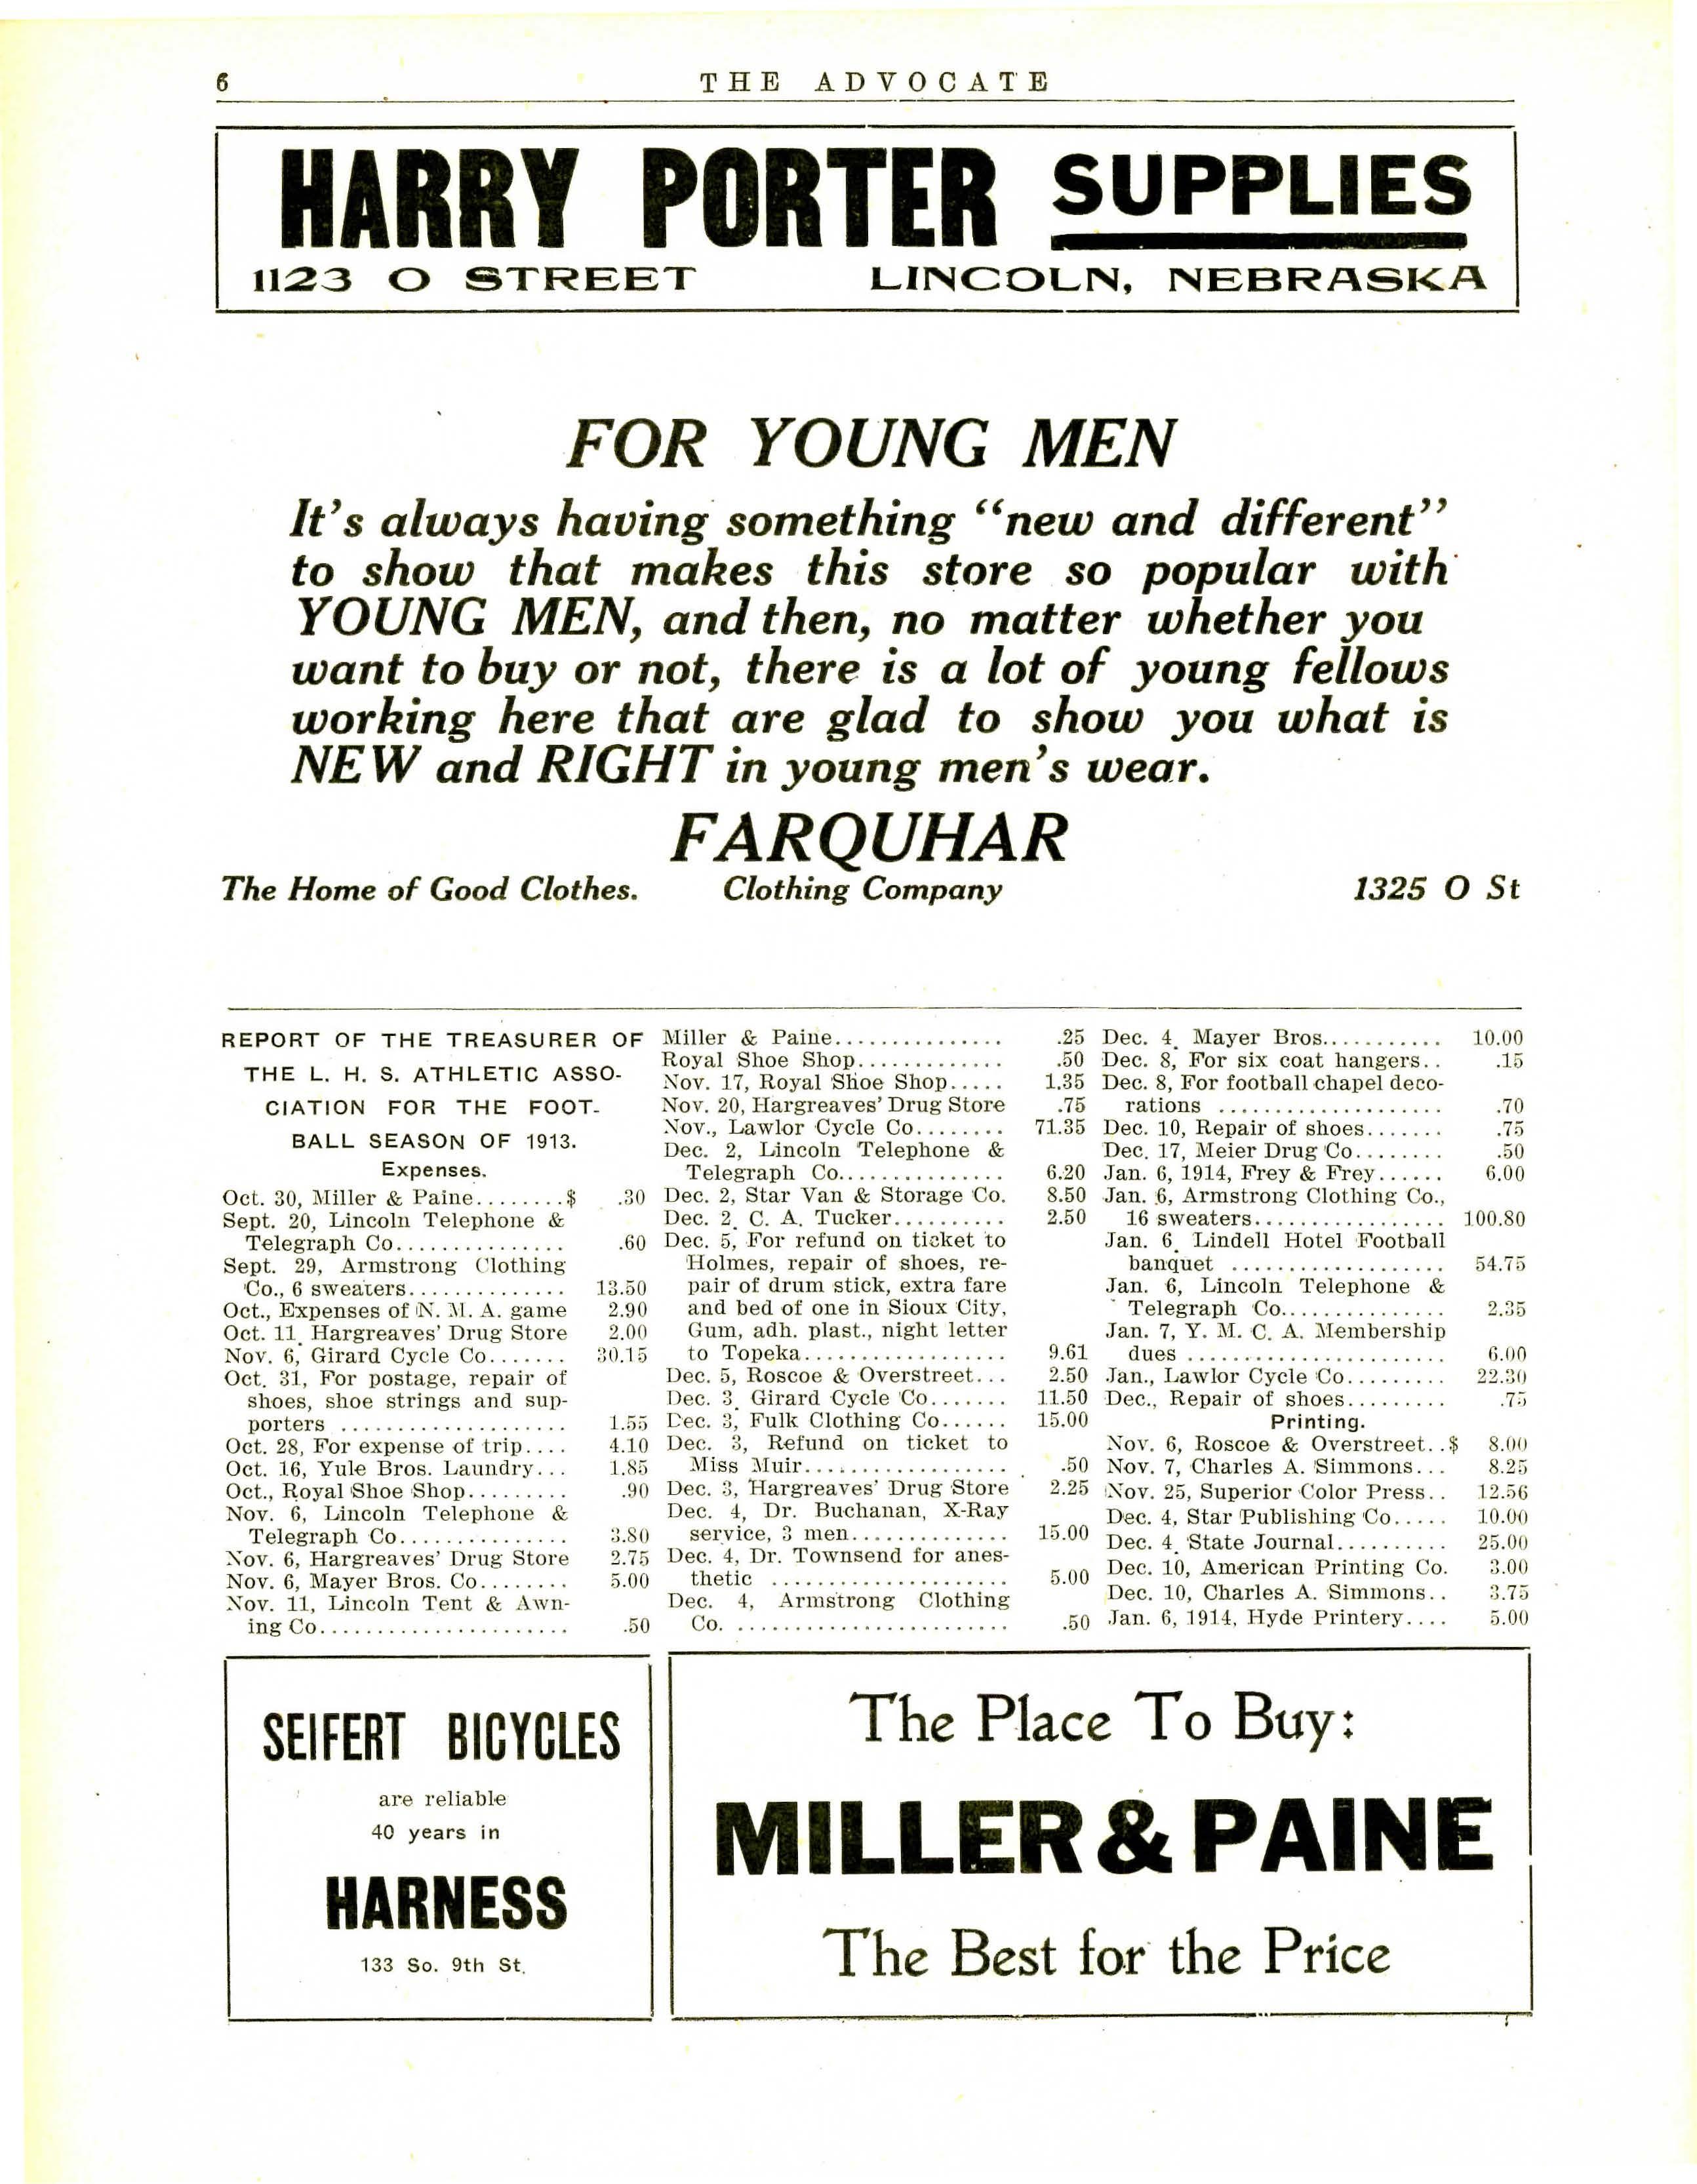 6
THE ADVOCATE
HARRY PORTER SUPPLIES
1123 O STREET LINCOLN, NEBRASKA
FOR YOUNG MEN
It's always having something "new and different"
to show that makes this store so popular with
YOUNG MEN, and then, no matter whether you
want to buy or not, there is a lot of young fellows
working here that are glad to show you what is
NEW and RIGHT in young men's wear.
FARQUHAR
The Home of Good Clothes. Clothing Company 1325 O St
REPORT OF THE TREASURER OF
THE L. H. S. ATHLETIC ASSO-
CIATION FOR THE FOOT-
BALL SEASON OF 1913.
Expenses.
Oct. 30, Miller & Paine........$ .30
Sept. 20, Lincoln Telephone &
Telegraph Co............... .60
Sept. 29, Armstrong Clothing
Co., 6 sweaters.............. 13.50
Oct., Expenses of N. M. A. game 2.90
Oct. 11, Hargreaves' Drug Store 2.00
Nov. 6, Girard Cycle Co....... 30.15
Oct. 31, For postage, repair of
shoes, shoe strings and sup-
porters .................... 1.55
Oct. 28, For expense of trip.... 4.10
Oct. 16, Yule Bros. Laundry... 1.85
Oct., Royal Shoe Shop......... .90
Nov. 6, Lincoln Telephone &
Telegraph Co............... 3.80
Nov. 6, Hargreaves' Drug Store 2.75
Nov. 6, Mayer Bros. Co........ 5.00
Nov. 11, Lincoln Tent & Awn-
ing Co...................... .50
Miller & Paine............... .25
Royal Shoe Shop............. .50
Nov. 17, Royal Shoe Shop..... 1.35
Nov. 20, Hargreaves' Drug Store .75
Nov., Lawlor Cycle Co........ 71.35
Dec. 2, Lincoln Telephone &
Telegraph Co............... 6.20
Dec. 2, Star Van & Storage Co. 8.50
Dec. 2, C. A. Tucker.......... 2.50
Dec. 5, For refund on ticket to
Holmes, repair of shoes, re-
pair of drum stick, extra fare
and bed of one in Sioux City,
Gum, adh. plast., night letter
to Topeka.................. 9.61
Dec. 5, Roscoe & Overstreet... 2.50
Dec. 3, Girard Cycle Co....... 11.50
Dec. 3, Fulk Clothing Co...... 15.00
Dec. 3, Refund on ticket to
Miss Muir.................. .50
Dec. 3, Hargreaves' Drug Store 2.25
Dec. 4, Dr. Buchanan, X-Ray
service, 3 men.............. 15.00
Dec. 4, Dr. Townsend for anes-
thetic ..................... 5.00
Dec. 4, Armstrong Clothing
Co. ........................ .50
Dec. 4, Mayer Bros........... 10.00
Dec. 8, For six coat hangers.. .15
Dec. 8, For football chapel deco-
rations .................... .70
Dec. 10, Repair of shoes....... .75
Dec. 17, Meier Drug Co........ .50
Jan. 6, 1914, Frey & Frey...... 6.00
Jan. 6, Armstrong Clothing Co.,
16 sweaters................. 100.80
Jan. 6, Lindell Hotel Football
banquet ................... 54.75
Jan. 6, Lincoln Telephone &
Telegraph Co............... 2.35
Jan. 7, Y. M. C. A. Membership
dues ....................... 6.00
Jan., Lawlor Cycle Co......... 22.30
Dec., Repair of shoes......... .75
Printing.
Nov. 6, Roscoe & Overstreet..$ 8.00
Nov. 7, Charles A. Simmons... 8.25
Nov. 25, Superior Color Press.. 12.56
Dec. 4, Star Publishing Co..... 10.00
Dec. 4, State Journal.......... 25.00
Dec. 10, American Printing Co. 3.00
Dec. 10, Charles A. Simmons.. 3.75
Jan. 6, 1914, Hyde Printery.... 5.00
SEIFERT BICYCLES
are reliable
40 years in
HARNESS
133 So. 9th St.
The Place To Buy:
MILLER & PAINE
The Best for the Price